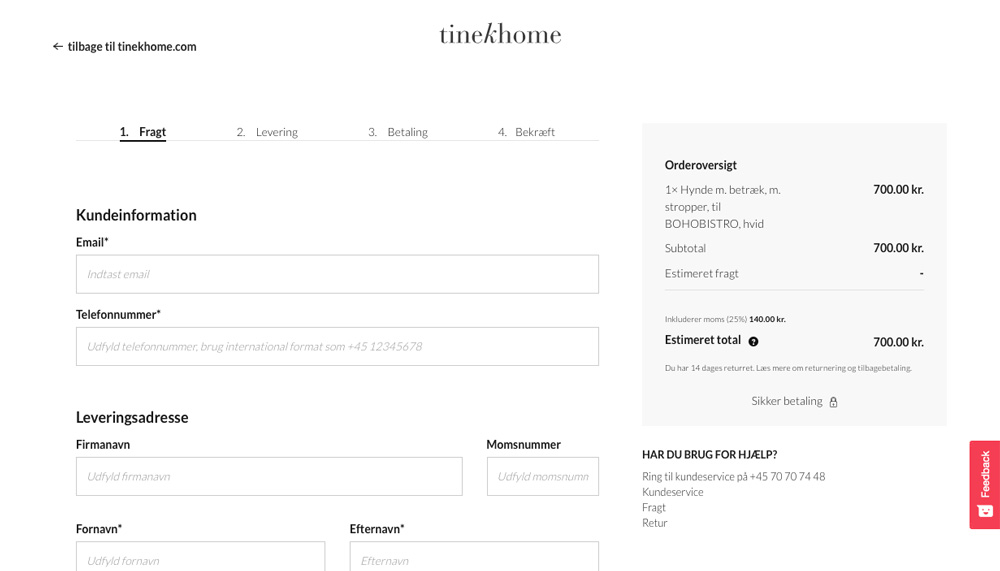 ← tilbage til tinekhome.com
tinekhome
1. Fragt
2. Levering
3. Betaling
4. Bekræft
Kundeinformation
Email*
Indtast email
Telefonnummer*
Udfyld telefonnummer, brug international format som +45 12345678
Leveringsadresse
Firmanavn
Momsnummer
Udfyld firmanavn
Udfyld momsnumn
Fornavn*
Efternavn*
Udfyld fornavn
Efternavn
Orderoversigt
1× Hynde m. betræk, m. 700.00 kr.
stropper, til
BOHOBISTRO, hvid
Subtotal 700.00 kr.
Estimeret fragt -
Inkluderer moms (25%) 140.00 kr.
Estimeret total ? 700.00 kr.
Du har 14 dages returret. Læs mere om returnering og tilbagebetaling.
Sikker betaling
HAR DU BRUG FOR HJÆLP?
Ring til kundeservice på +45 70 70 74 48
Kundeservice
Fragt
Retur
Feedback